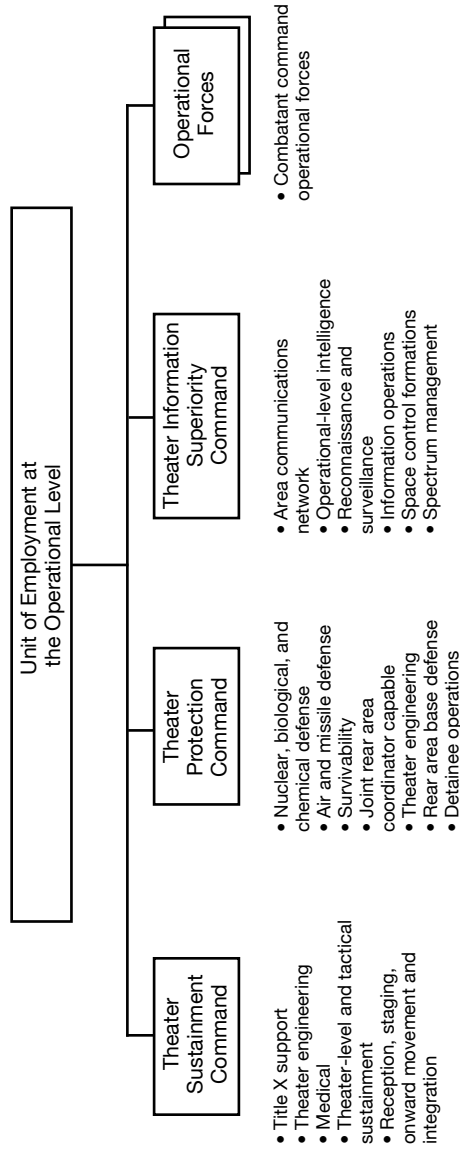 Unit of Employment at
the Operational Level
Theater
Sustainment
Command
• Title X support
• Theater engineering
• Medical
• Theater-level and tactical
sustainment
• Reception, staging,
onward movement and
integration
Theater
Protection
Command
• Nuclear, biological, and
chemical defense
• Air and missile defense
• Survivability
• Joint rear area
coordinator capable
• Theater engineering
• Rear area base defense
• Detainee operations
Theater Information
Superiority
Command
• Area communications
network
• Operational-level intelligence
• Reconnaissance and
surveillance
• Information operations
• Space control formations
• Spectrum management
Operational
Forces
• Combatant command
operational forces